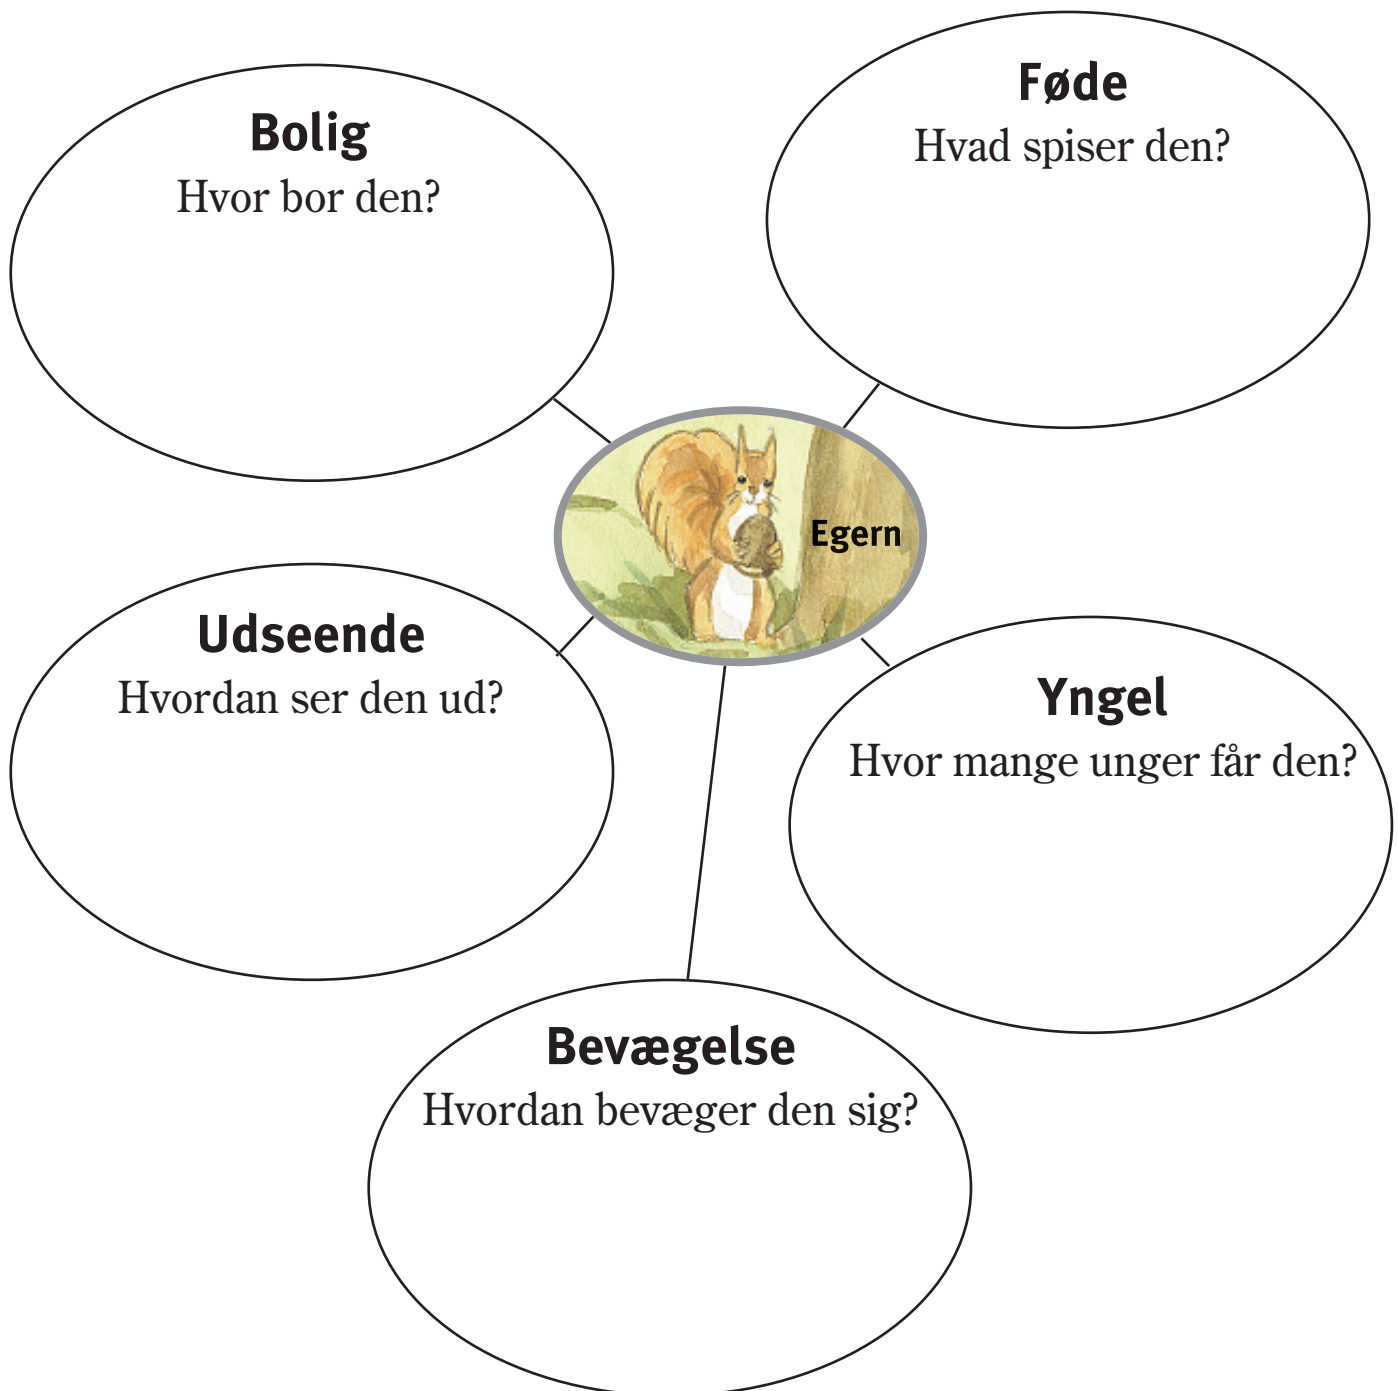 Bolig
Hvor bor den?
Føde
Hvad spiser den?
Egern
Udseende
Hvordan ser den ud?
Yngel
Hvor mange unger får den?
Bevægelse
Hvordan bevæger den sig?